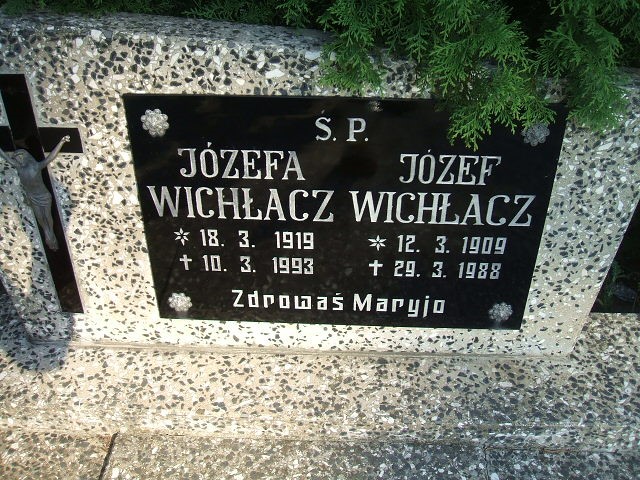 Ś. P.
JÓZEFA JÓZEF
WICHŁACZ WICHŁACZ
* 18. 3. 1919 * 12. 3. 1909
✝ 10. 3. 1993 ✝ 29. 3. 1988
Zdrowaś Maryjo